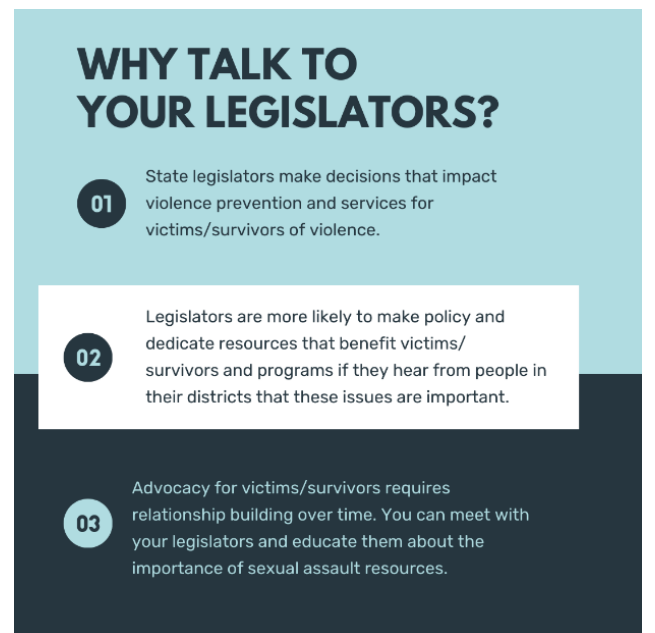 WHY TALK TO
YOUR LEGISLATORS?
01
State legislators make decisions that impact
violence prevention and services for
victims/survivors of violence.
02
Legislators are more likely to make policy and
dedicate resources that benefit victims/
survivors and programs if they hear from people in
their districts that these issues are important.
03
Advocacy for victims/survivors requires
relationship building over time. You can meet with
your legislators and educate them about the
importance of sexual assault resources.